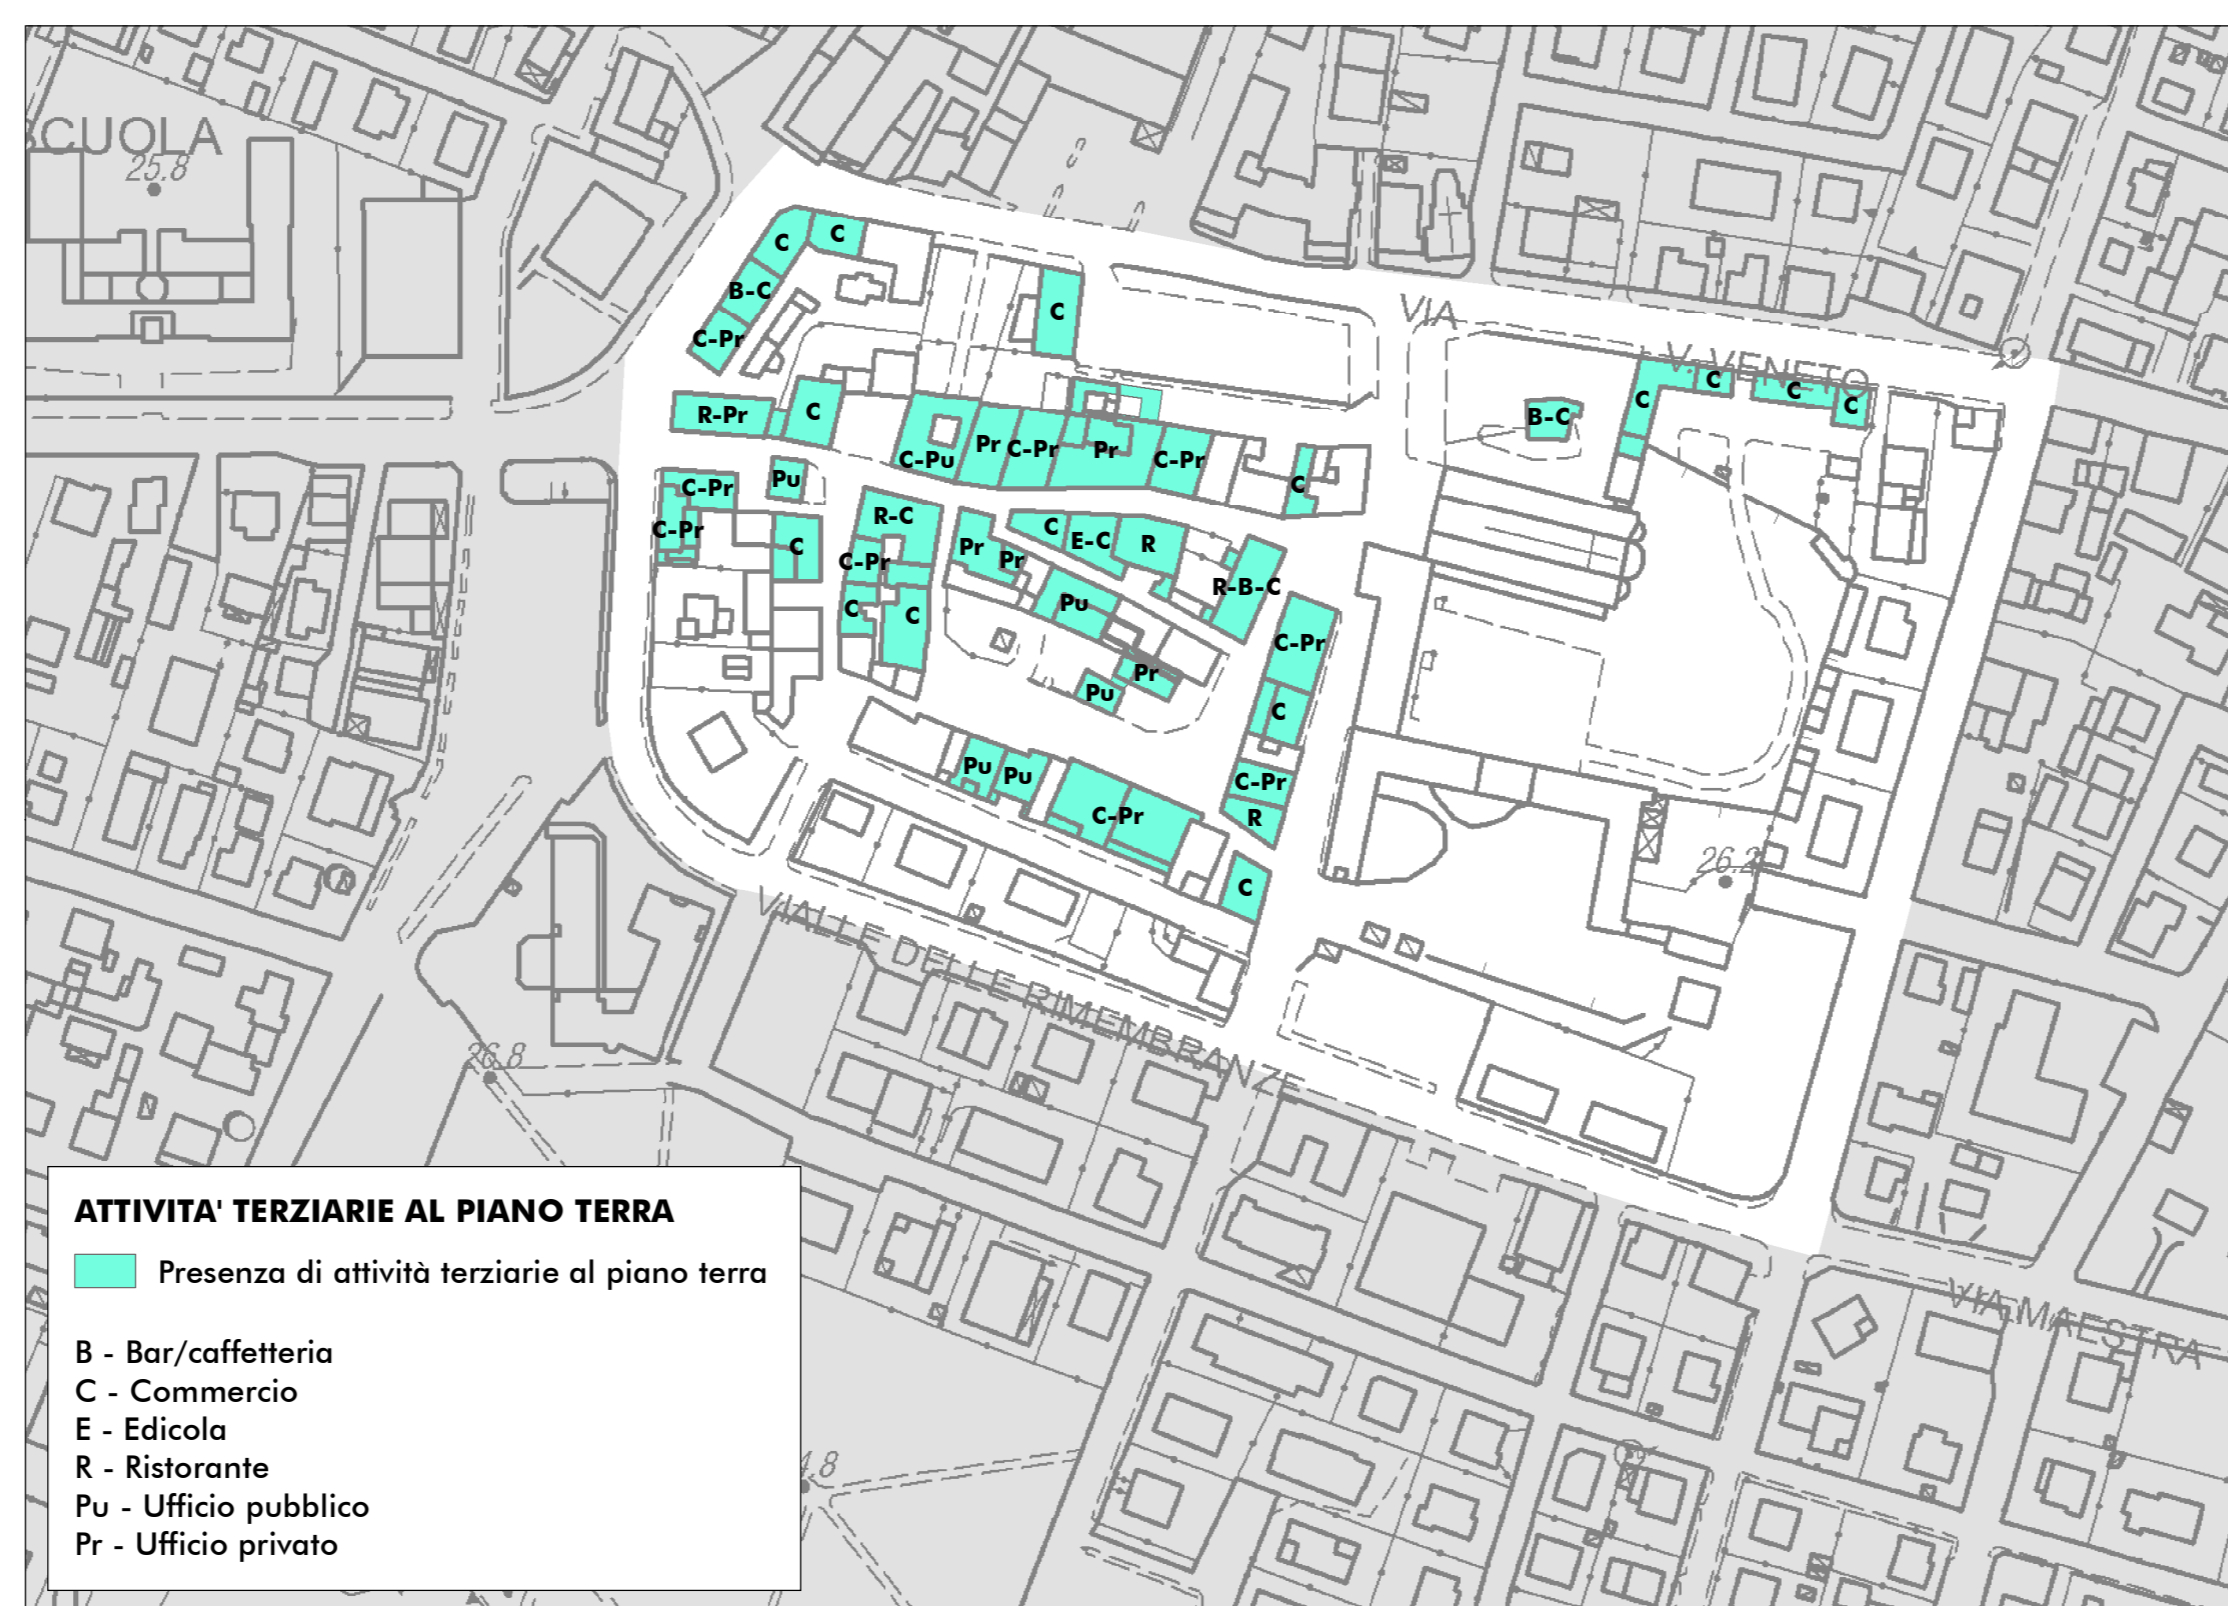 SCUOLA
25.8
C
C
B-C
C
C-Pr
VIA
V. VENETO
C
C
C
C
B-C
R-Pr
C
C-Pu
Pr
C-Pr
Pr
C-Pr
C
C-Pr
Pu
C-Pr
C
R-C
C-Pr
C
C
Pr
Pr
C
E-C
R
R-B-C
Pu
Pr
Pu
C-Pr
C
C-Pr
R
Pu
Pu
C-Pr
C
26.2
VIALLE DELLE RIMEMBRANZE
26.8
VIA MAESTRA
4.8
ATTIVITA' TERZIARIE AL PIANO TERRA
Presenza di attività terziarie al piano terra
B - Bar/caffetteria
C - Commercio
E - Edicola
R - Ristorante
Pu - Ufficio pubblico
Pr - Ufficio privato